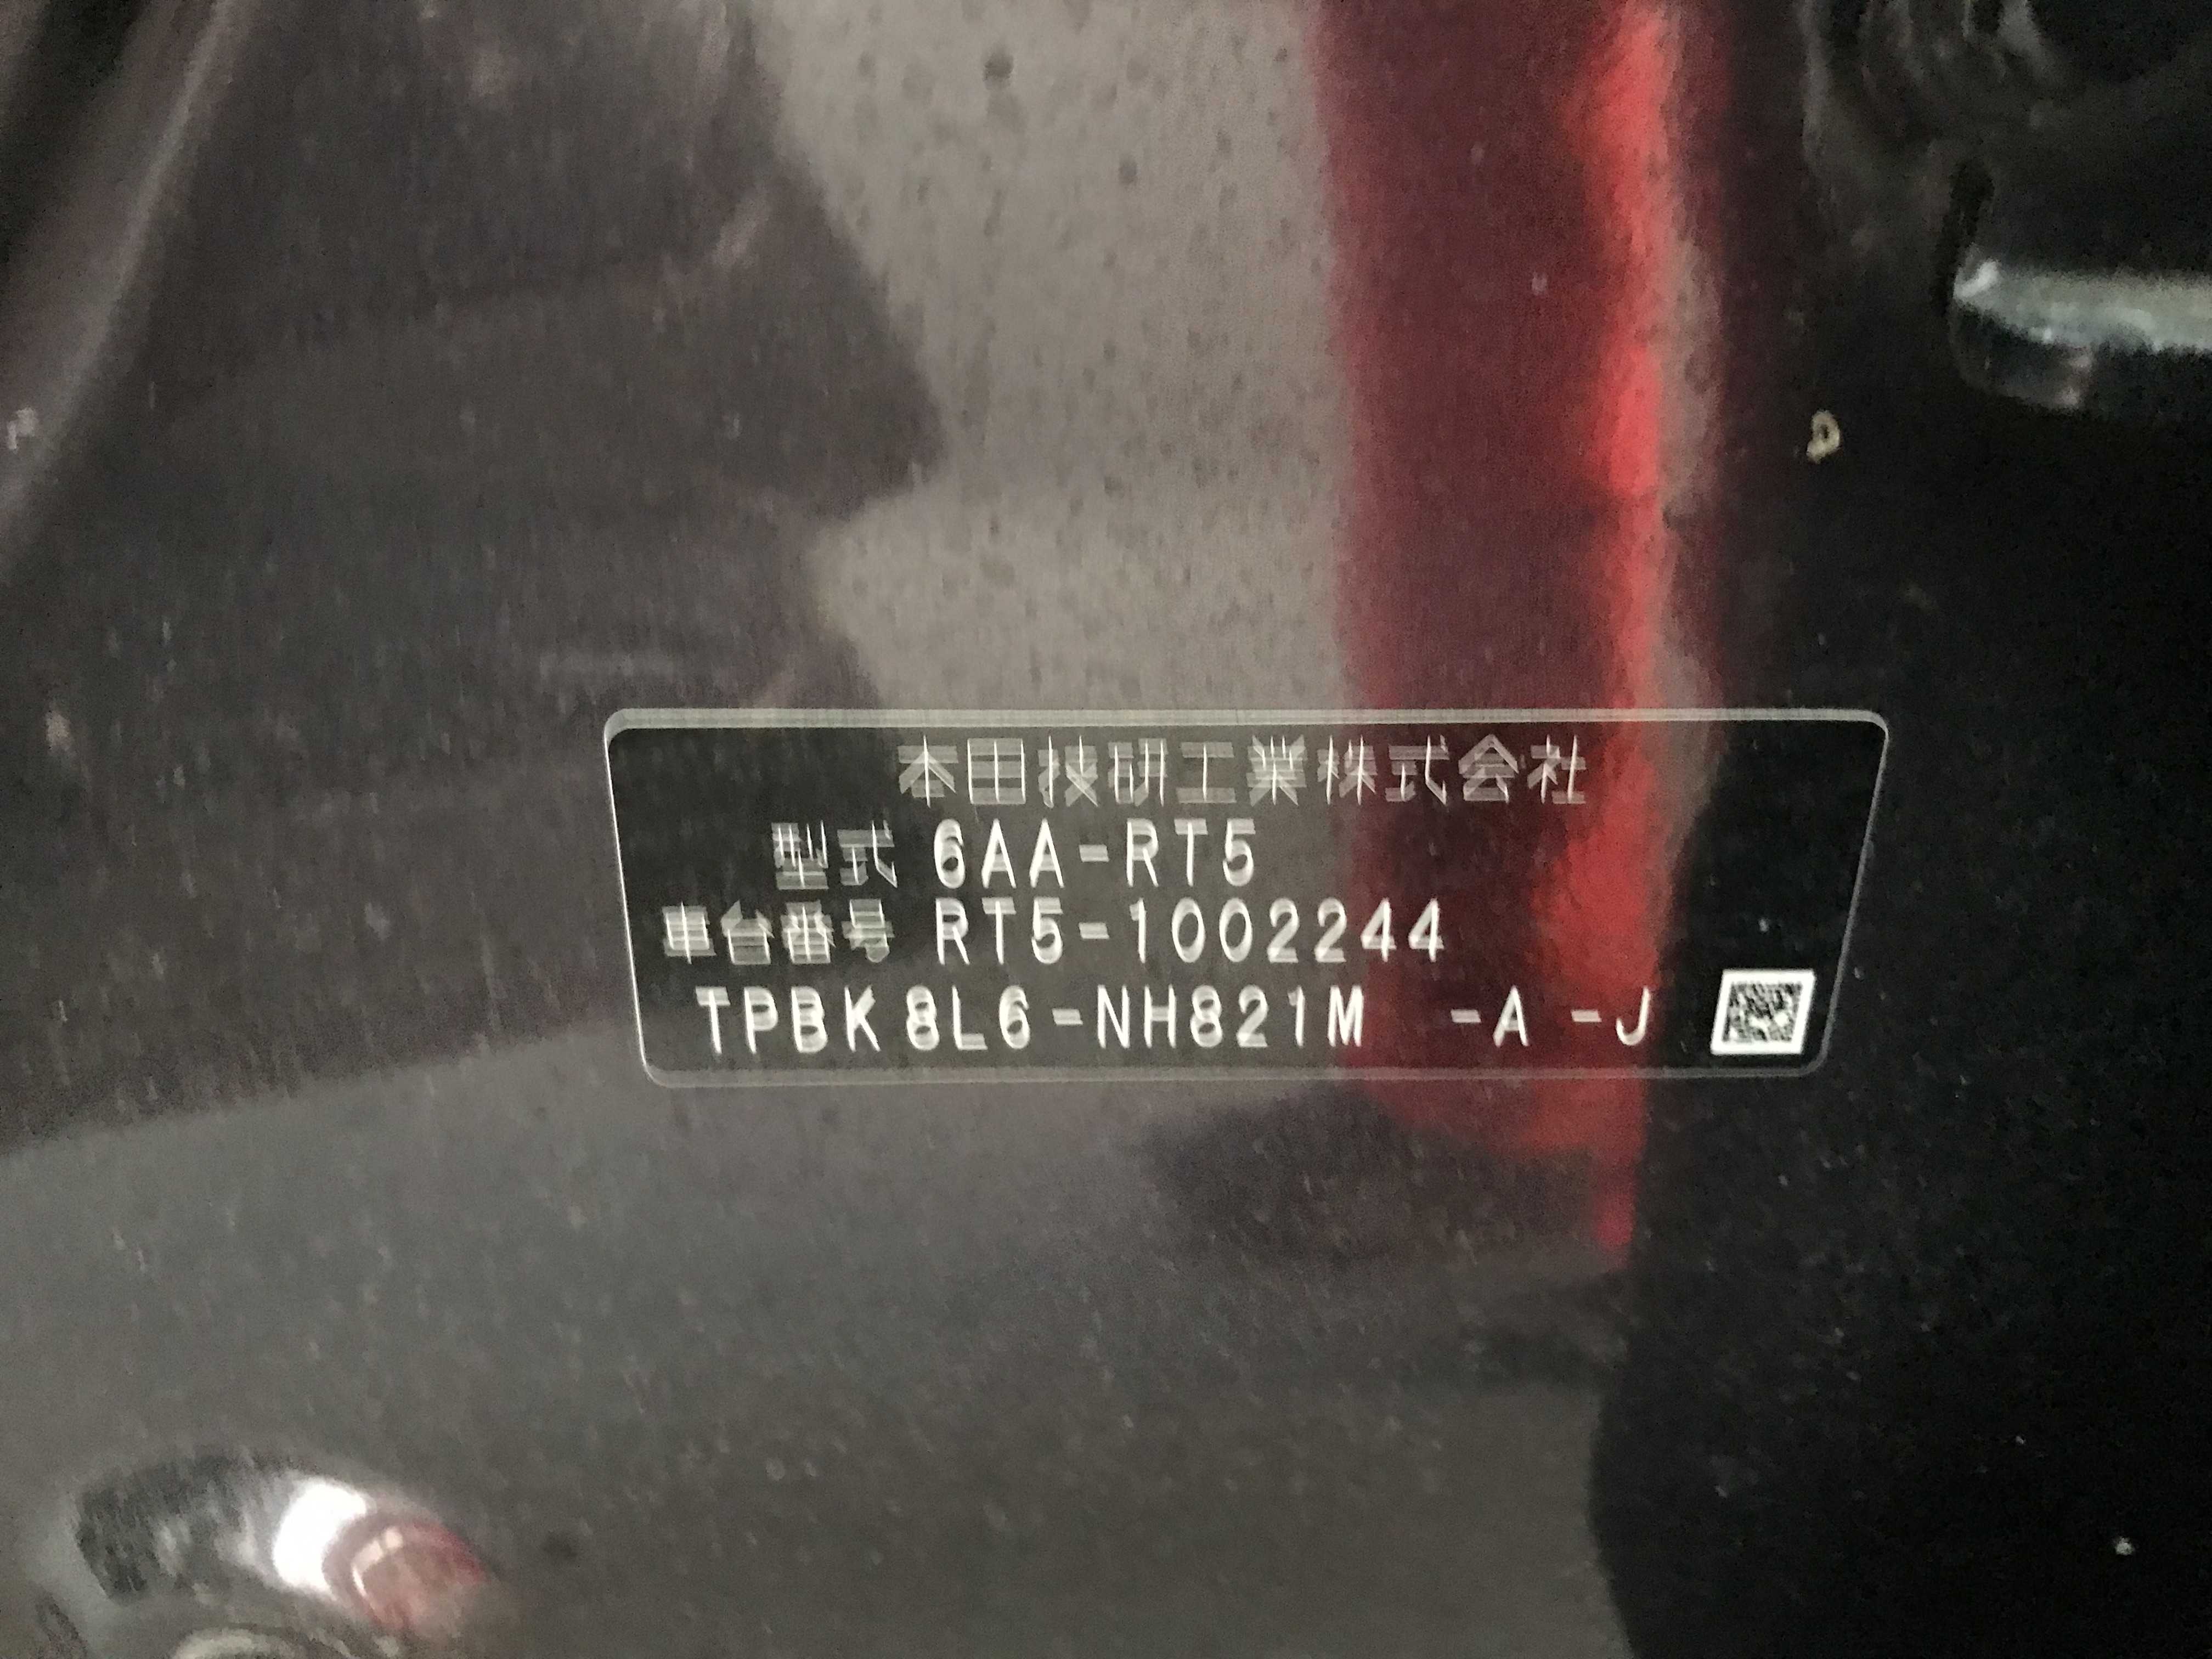 本田技研工業株式会社
型式 6AA-RT5
車台番号 RT5-1002244
TPBK8L6-NH821M -A -J